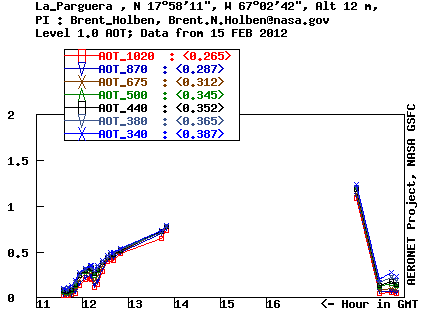 La_Parguera , N 17°58'11", W 67°02'42", Alt 12 m,
PI : Brent_Holben, Brent.N.Holben@nasa.gov
Level 1.0 AOT; Data from 15 FEB 2012
AOT_1020 : <0.265>
AOT_870 : <0.287>
AOT_675 : <0.312>
AOT_500 : <0.345>
AOT_440 : <0.352>
AOT_380 : <0.365>
AOT_340 : <0.387>
2
1.5
1
0.5
0
11 12 13 14 15 16 <- Hour in GMT
AERONET Project, NASA GSFC